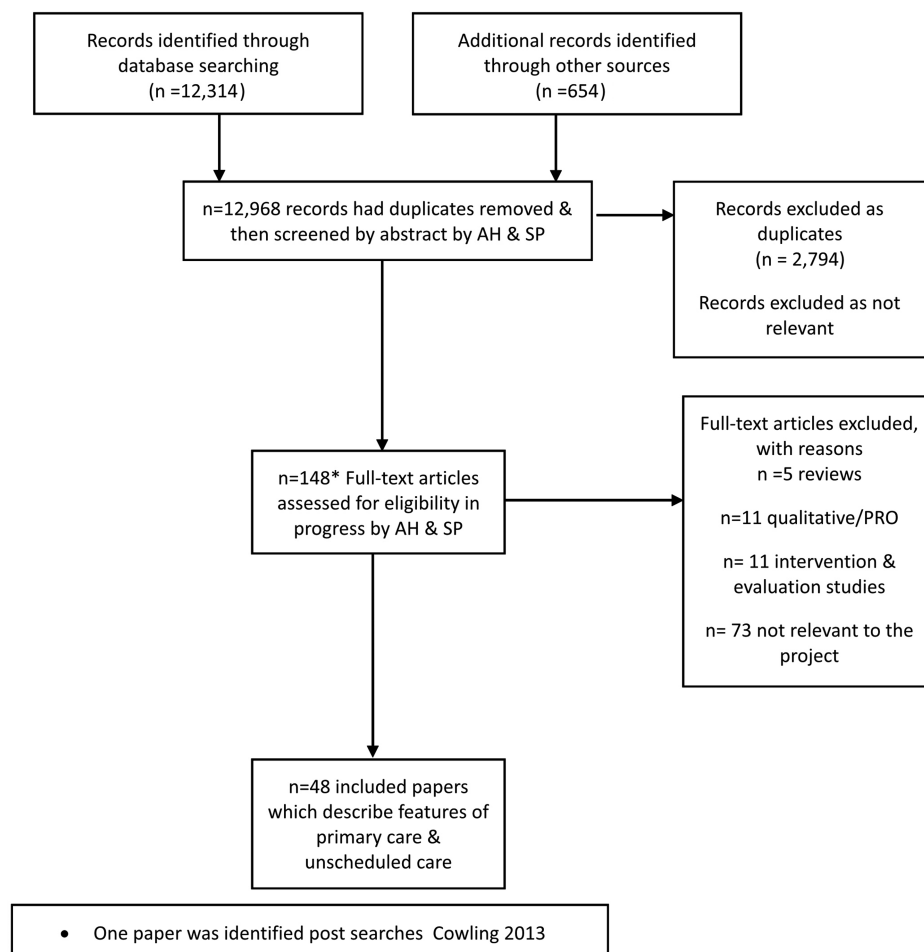 Records identified through
database searching
(n =12,314)
Additional records identified
through other sources
(n =654)
n=12,968 records had duplicates removed &
then screened by abstract by AH & SP
Records excluded as
duplicates
(n = 2,794)
Records excluded as not
relevant
n=148* Full-text articles
assessed for eligibility in
progress by AH & SP
Full-text articles excluded,
with reasons
n =5 reviews
n=11 qualitative/PRO
n= 11 intervention &
evaluation studies
n= 73 not relevant to the
project
n=48 included papers
which describe features of
primary care &
unscheduled care
• One paper was identified post searches Cowling 2013